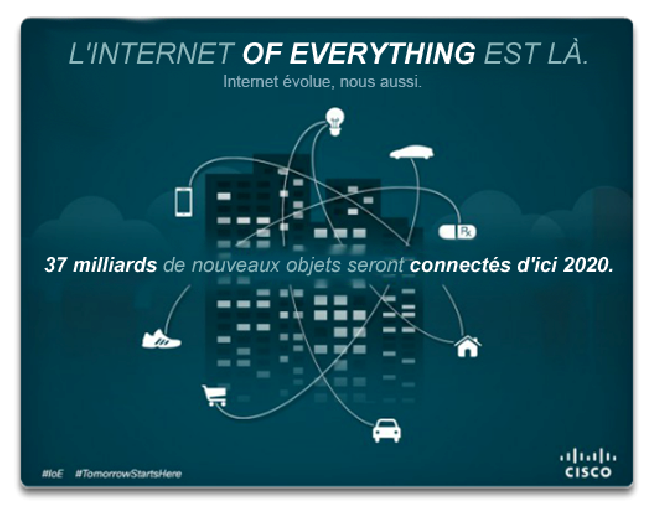 L'INTERNET OF EVERYTHING EST LÀ.
Internet évolue, nous aussi.
Rx
37 milliards de nouveaux objets seront connectés d'ici 2020.
#IoE #TomorrowStartsHere
CISCO